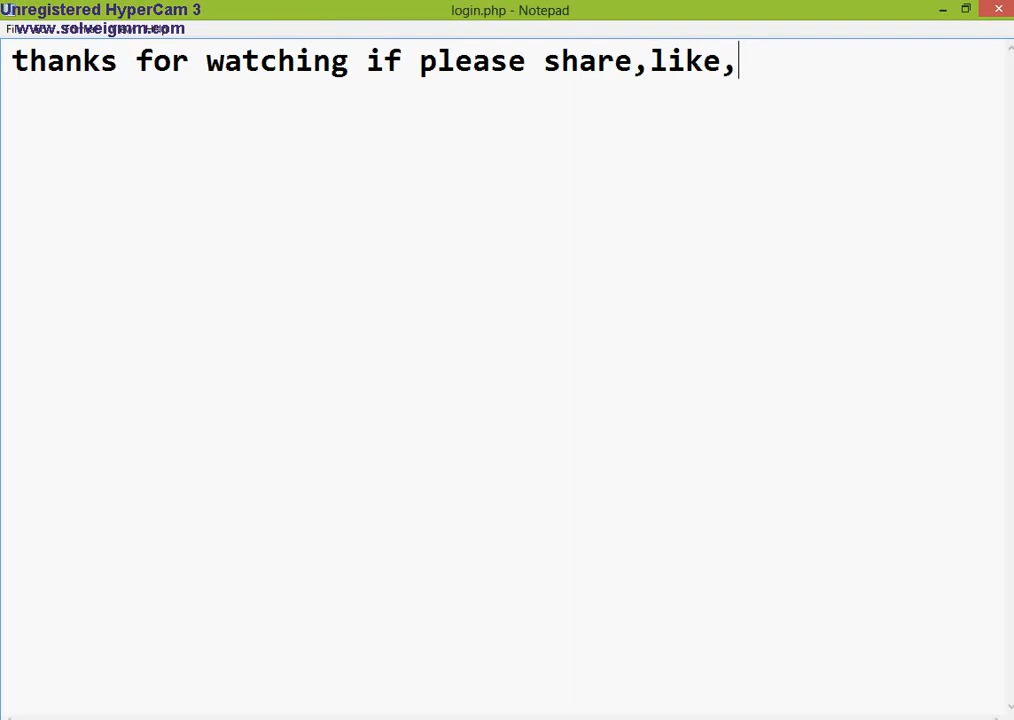 Unregistered HyperCam 3
login.php - Notepad
www.solveigmm.com
thanks for watching if please share,like,